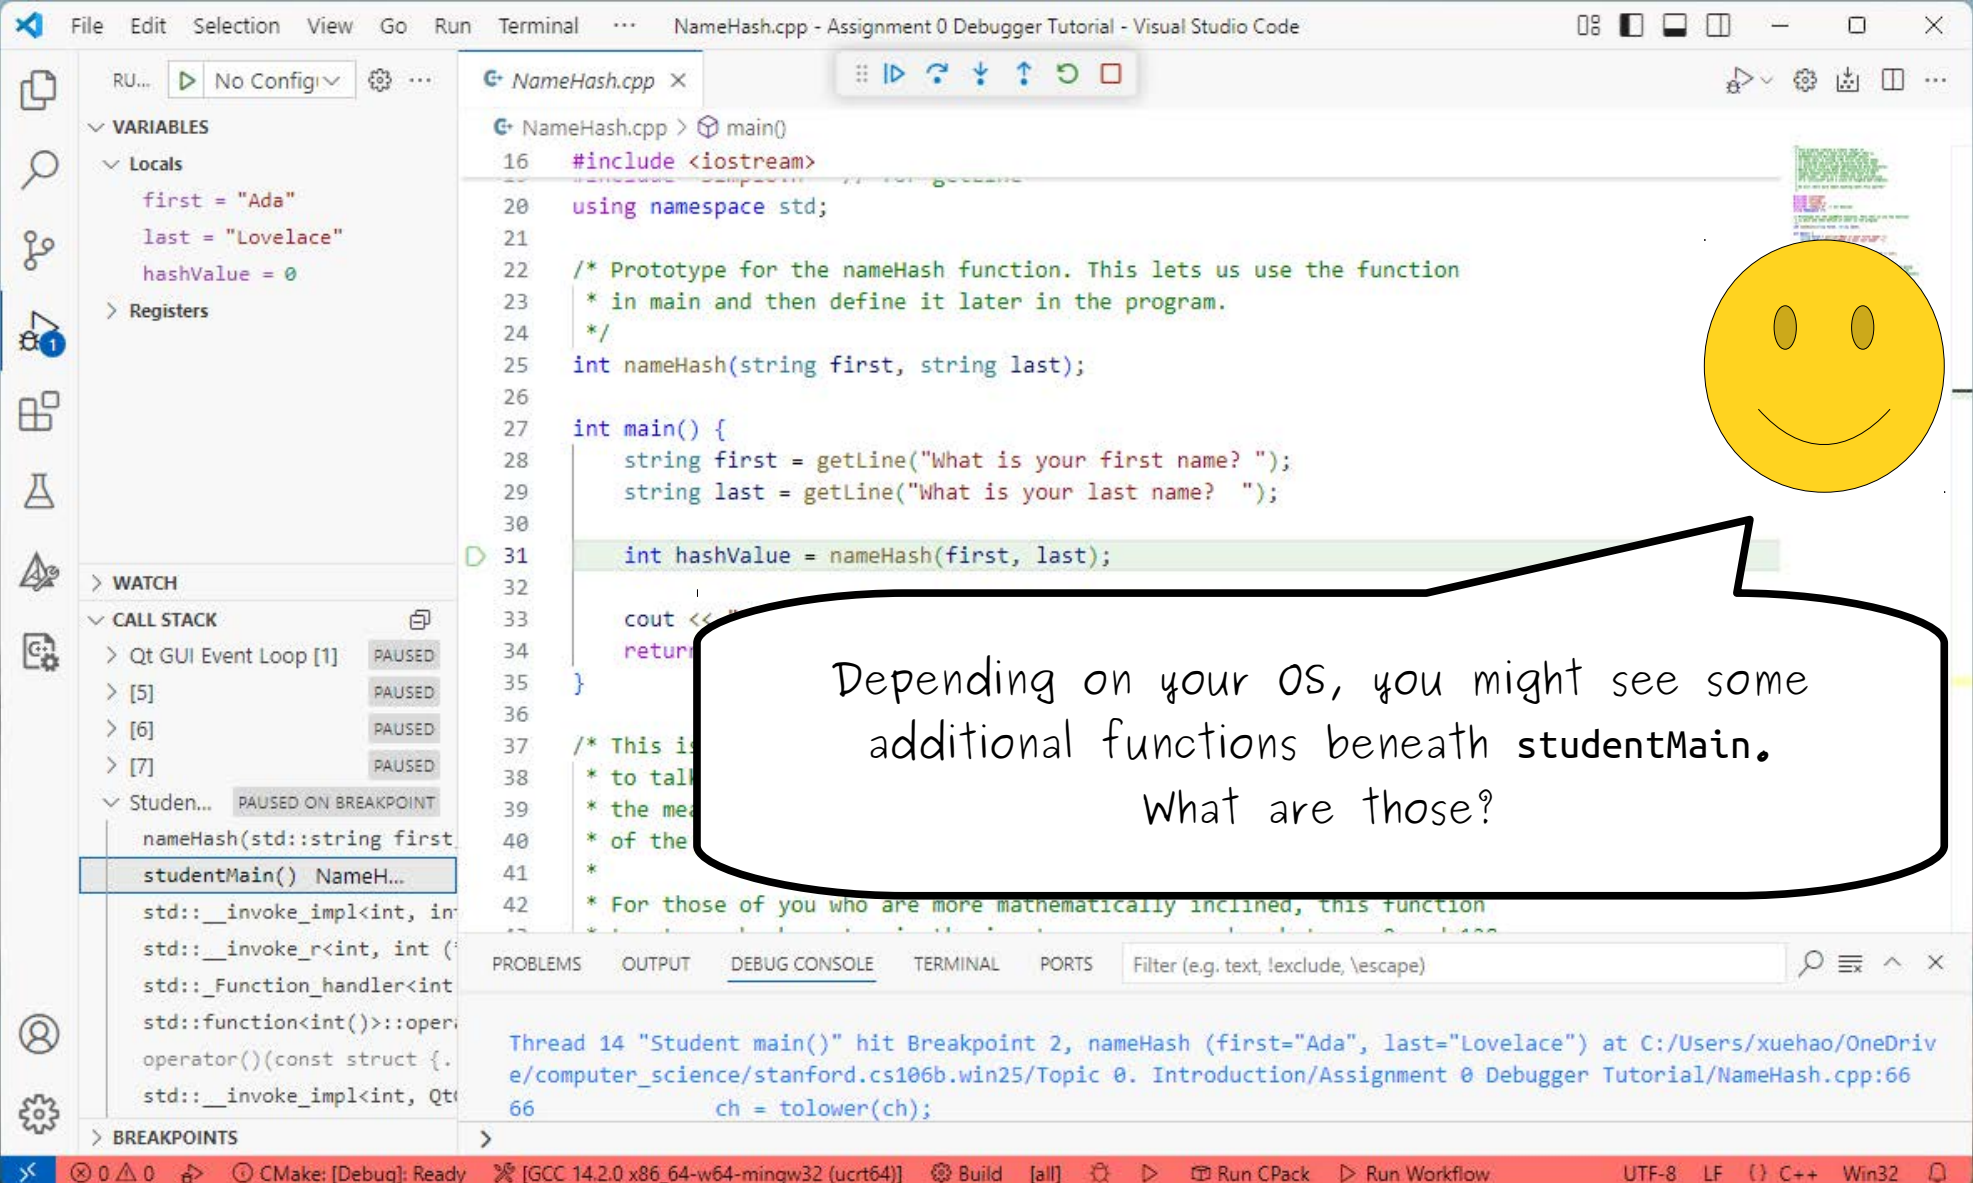 File Edit Selection View Go Run Terminal ··· NameHash.cpp - Assignment 0 Debugger Tutorial - Visual Studio Code
RU... No Config
VARIABLES
Locals
first = "Ada"
last = "Lovelace"
hashValue = 0
Registers
WATCH
CALL STACK
Qt GUI Event Loop [1] PAUSED
[5] PAUSED
[6] PAUSED
[7] PAUSED
Studen... PAUSED ON BREAKPOINT
nameHash(std::string first
studentMain() NameH...
std::__invoke_impl<int, in
std::__invoke_r<int, int (
std::_Function_handler<int
std::function<int()>::oper
operator()(const struct {.
std::__invoke_impl<int, Qt
BREAKPOINTS
1
NameHash.cpp
NameHash.cpp > main()
16 #include <iostream>
20 using namespace std;
21
22 /* Prototype for the nameHash function. This lets us use the function
23 * in main and then define it later in the program.
24 */
25 int nameHash(string first, string last);
26
27 int main() {
28 string first = getLine("What is your first name? ");
29 string last = getLine("What is your last name?  ");
30
31 int hashValue = nameHash(first, last);
32
33 cout << "
34 return
35 }
36
37 /* This is
38 * to talk
39 * the mea
40 * of the
41 *
42 * For those of you who are more mathematically inclined, this function
Depending on your OS, you might see some
additional functions beneath studentMain.
What are those?
PROBLEMS OUTPUT DEBUG CONSOLE TERMINAL PORTS Filter (e.g. text, !exclude, \escape)
Thread 14 "Student main()" hit Breakpoint 2, nameHash (first="Ada", last="Lovelace") at C:/Users/xuehao/OneDriv
e/computer_science/stanford.cs106b.win25/Topic 0. Introduction/Assignment 0 Debugger Tutorial/NameHash.cpp:66
66 ch = tolower(ch);
>
0 0 CMake: [Debug]: Ready [GCC 14.2.0 x86_64-w64-mingw32 (ucrt64)] Build [all] Run CPack Run Workflow UTF-8 LF {} C++ Win32